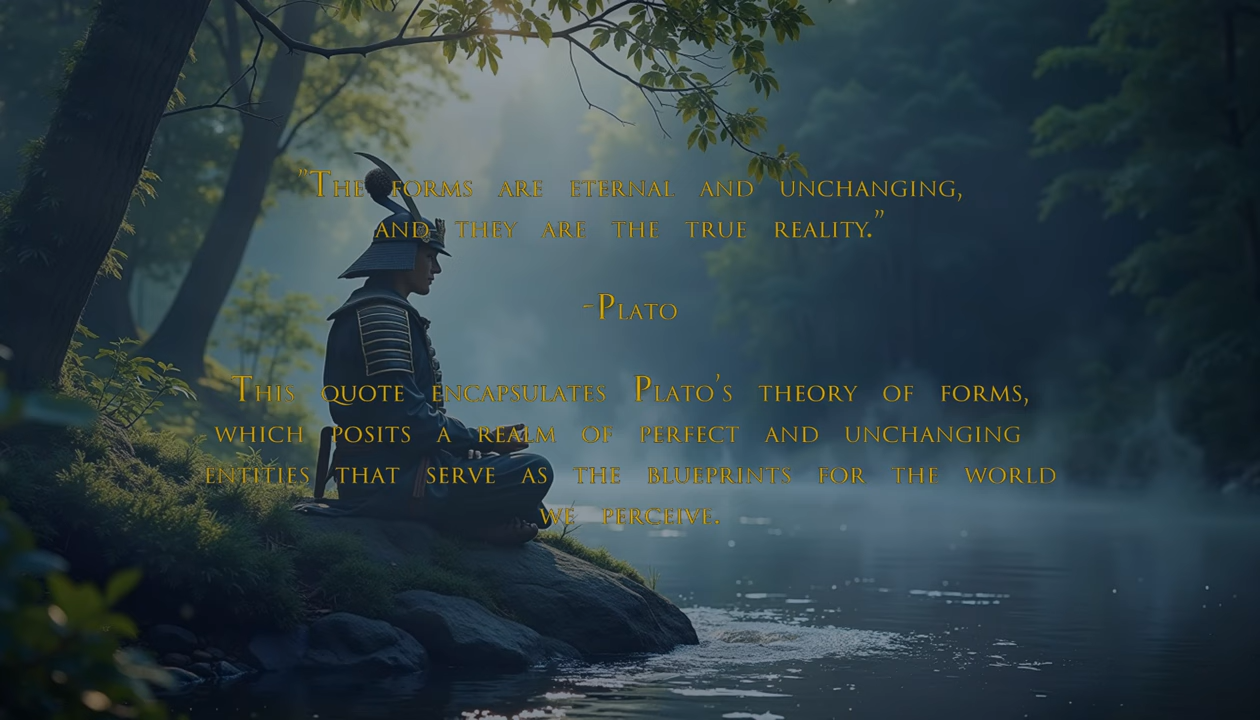 "The forms are eternal and unchanging,
and they are the true reality."
-Plato
This quote encapsulates Plato's theory of forms,
which posits a realm of perfect and unchanging
entities that serve as the blueprints for the world
we perceive.